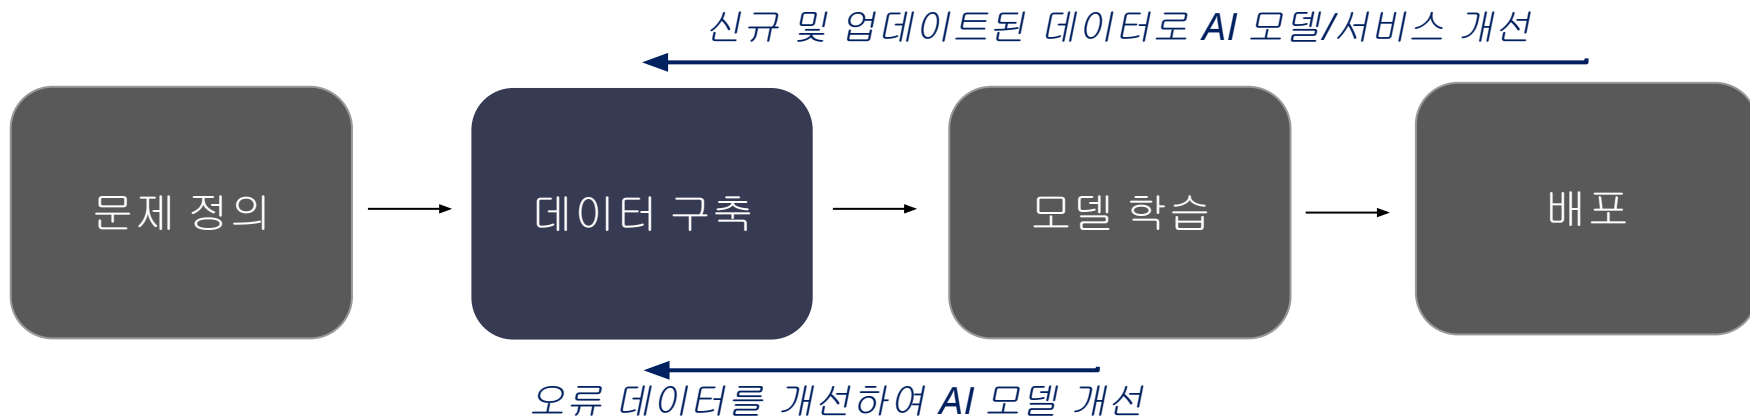 신규 및 업데이트된 데이터로 AI 모델/서비스 개선
문제 정의
데이터 구축
모델 학습
배포
오류 데이터를 개선하여 AI 모델 개선